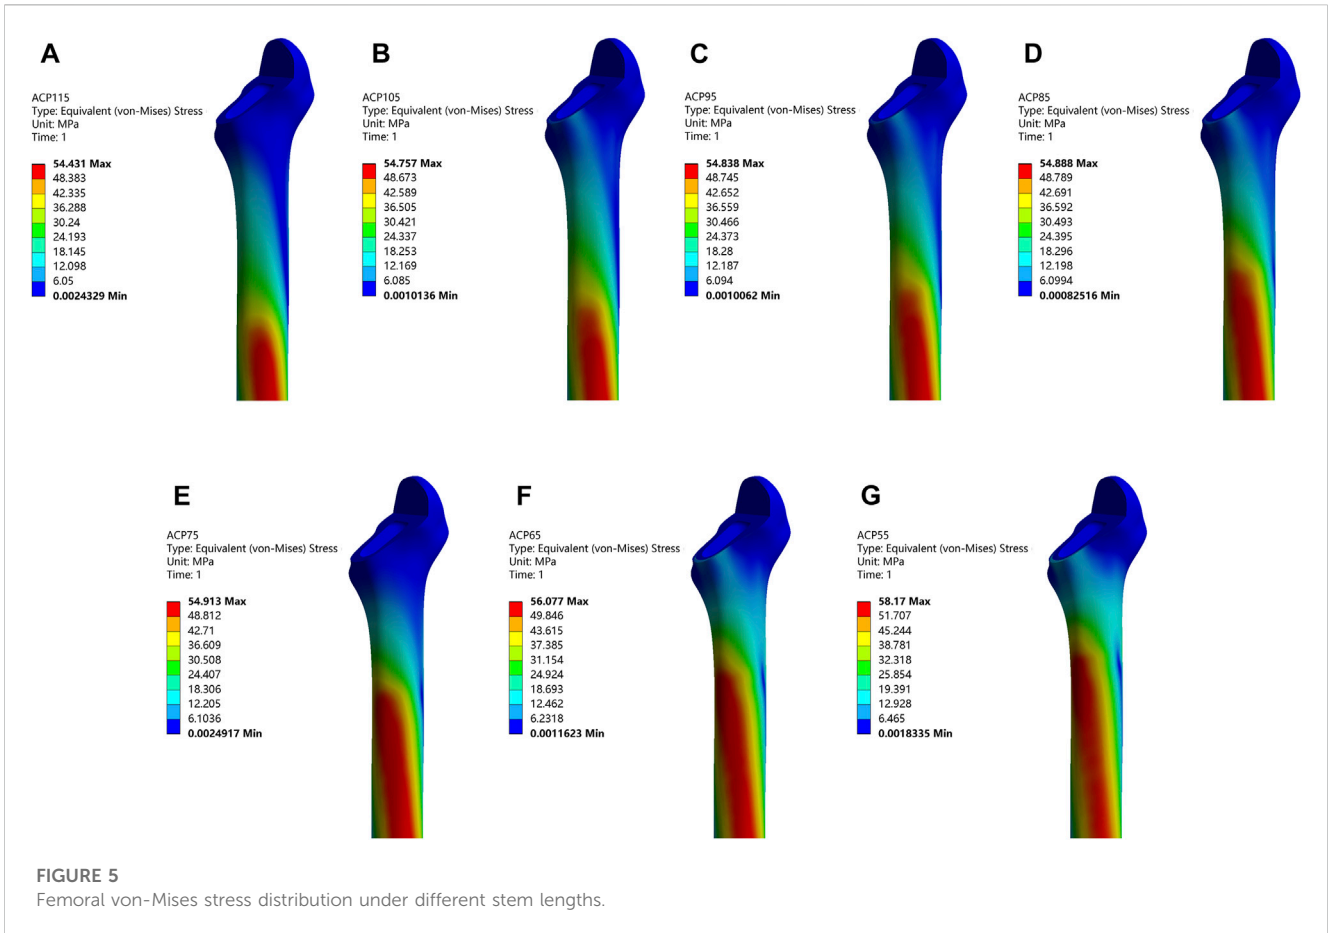 A
ACP115
Type: Equivalent (von-Mises) Stress
Unit: MPa
Time: 1
54.431 Max
48.383
42.335
36.288
30.24
24.193
18.145
12.098
6.05
0.0024329 Min
B
ACP105
Type: Equivalent (von-Mises) Stress
Unit: MPa
Time: 1
54.757 Max
48.673
42.589
36.505
30.421
24.337
18.253
12.169
6.085
0.0010136 Min
C
ACP95
Type: Equivalent (von-Mises) Stress
Unit: MPa
Time: 1
54.838 Max
48.745
42.652
36.559
30.466
24.373
18.28
12.187
6.094
0.0010062 Min
D
ACP85
Type: Equivalent (von-Mises) Stress
Unit: MPa
Time: 1
54.888 Max
48.789
42.691
36.592
30.493
24.395
18.296
12.198
6.0994
0.00082516 Min
E
ACP75
Type: Equivalent (von-Mises) Stress
Unit: MPa
Time: 1
54.913 Max
48.812
42.71
36.609
30.508
24.407
18.306
12.205
6.1036
0.0024917 Min
F
ACP65
Type: Equivalent (von-Mises) Stress
Unit: MPa
Time: 1
56.077 Max
49.846
43.615
37.385
31.154
24.924
18.693
12.462
6.2318
0.0011623 Min
G
ACP55
Type: Equivalent (von-Mises) Stress
Unit: MPa
Time: 1
58.17 Max
51.707
45.244
38.781
32.318
25.854
19.391
12.928
6.465
0.0018335 Min
FIGURE 5
Femoral von-Mises stress distribution under different stem lengths.